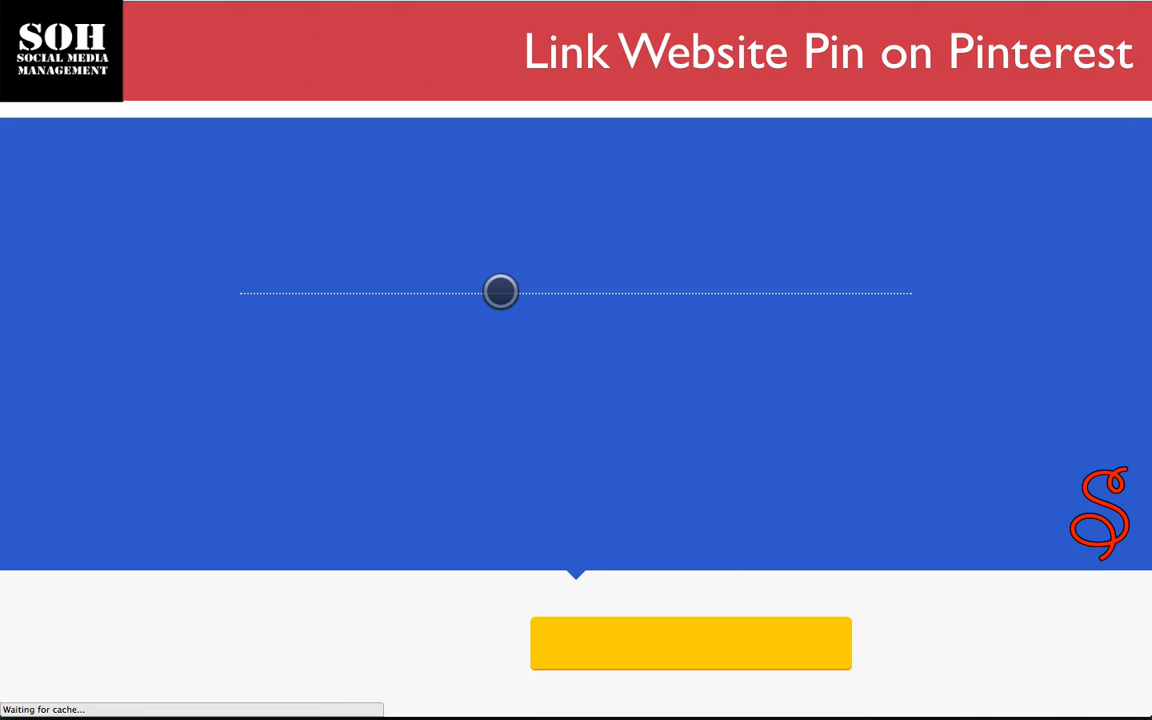 SOH
SOCIAL MEDIA
MANAGEMENT
Link Website Pin on Pinterest
Waiting for cache...